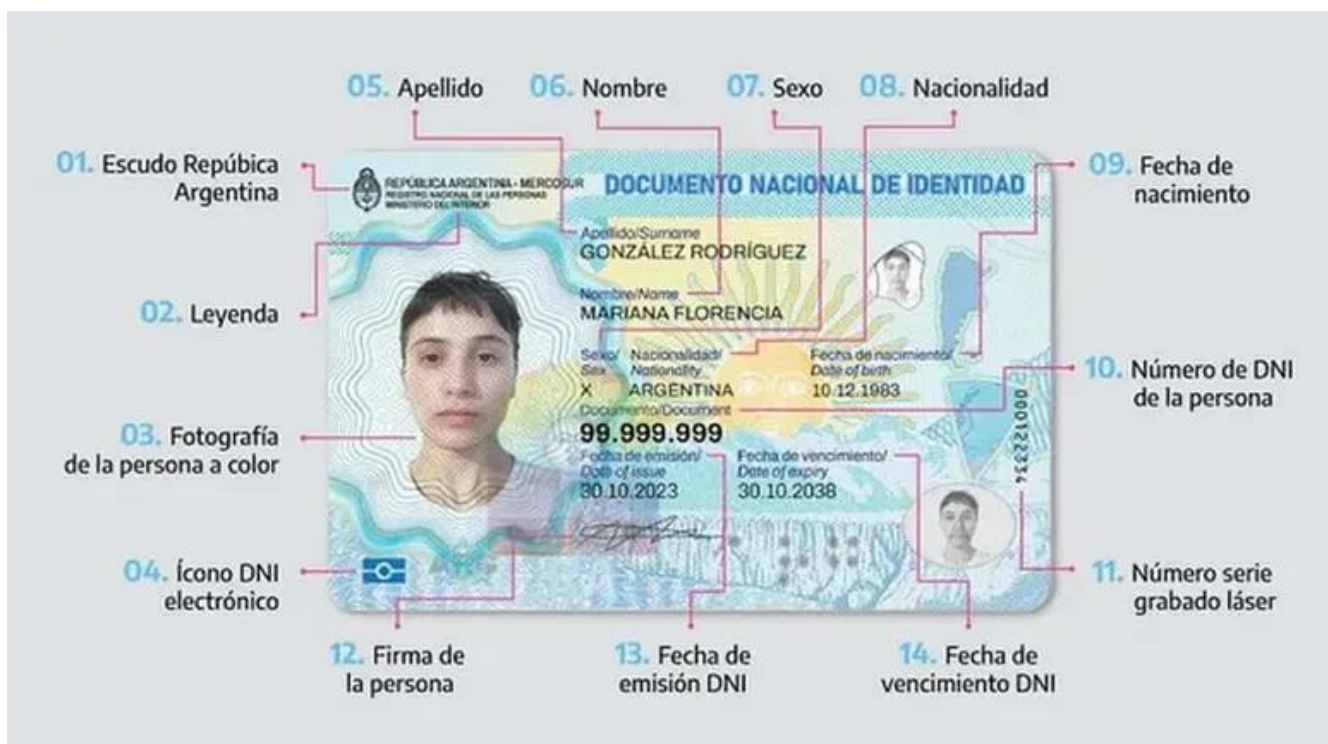 05. Apellido
06. Nombre
07. Sexo
08. Nacionalidad
01. Escudo Repúbica
Argentina
09. Fecha de
nacimiento
02. Leyenda
10. Número de DNI
de la persona
03. Fotografía
de la persona a color
04. Ícono DNI
electrónico
11. Número serie
grabado láser
12. Firma de
la persona
13. Fecha de
emisión DNI
14. Fecha de
vencimiento DNI
REPÚBLICA ARGENTINA - MERCOSUR
REGISTRO NACIONAL DE LAS PERSONAS
MINISTERIO DEL INTERIOR
DOCUMENTO NACIONAL DE IDENTIDAD
Apellido/Surname
GONZÁLEZ RODRÍGUEZ
Nombre/Name
MARIANA FLORENCIA
Sexo/ Nacionalidad/ Fecha de nacimiento/
Sex Nationality Date of birth
X ARGENTINA 10.12.1983
Documento/Document
99.999.999
Fecha de emisión/ Fecha de vencimiento/
Date of issue Date of expiry
30.10.2023 30.10.2038
000122334